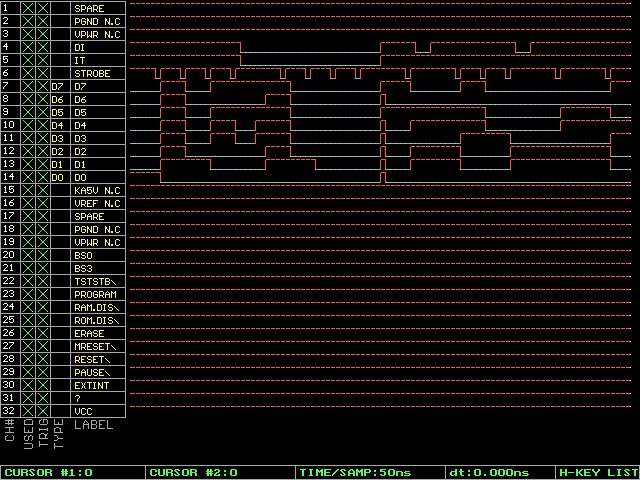 1 SPARE
2 PGND N.C
3 VPWR N.C
4 DI
5 IT
6 STROBE
7 D7 D7
8 D6 D6
9 D5 D5
10 D4 D4
11 D3 D3
12 D2 D2
13 D1 D1
14 D0 D0
15 KA5V N.C
16 VREF N.C
17 SPARE
18 PGND N.C
19 VPWR N.C
20 BS0
21 BS3
22 TSTSTB\
23 PROGRAM
24 RAM.DIS\
25 ROM.DIS\
26 ERASE
27 MRESET\
28 RESET\
29 PAUSE\
30 EXTINT
31 ?
32 VCC
CH# USED TRIG TYPE LABEL
CURSOR #1:0 CURSOR #2:0 TIME/SAMP:50ns dt:0.000ns H-KEY LIST